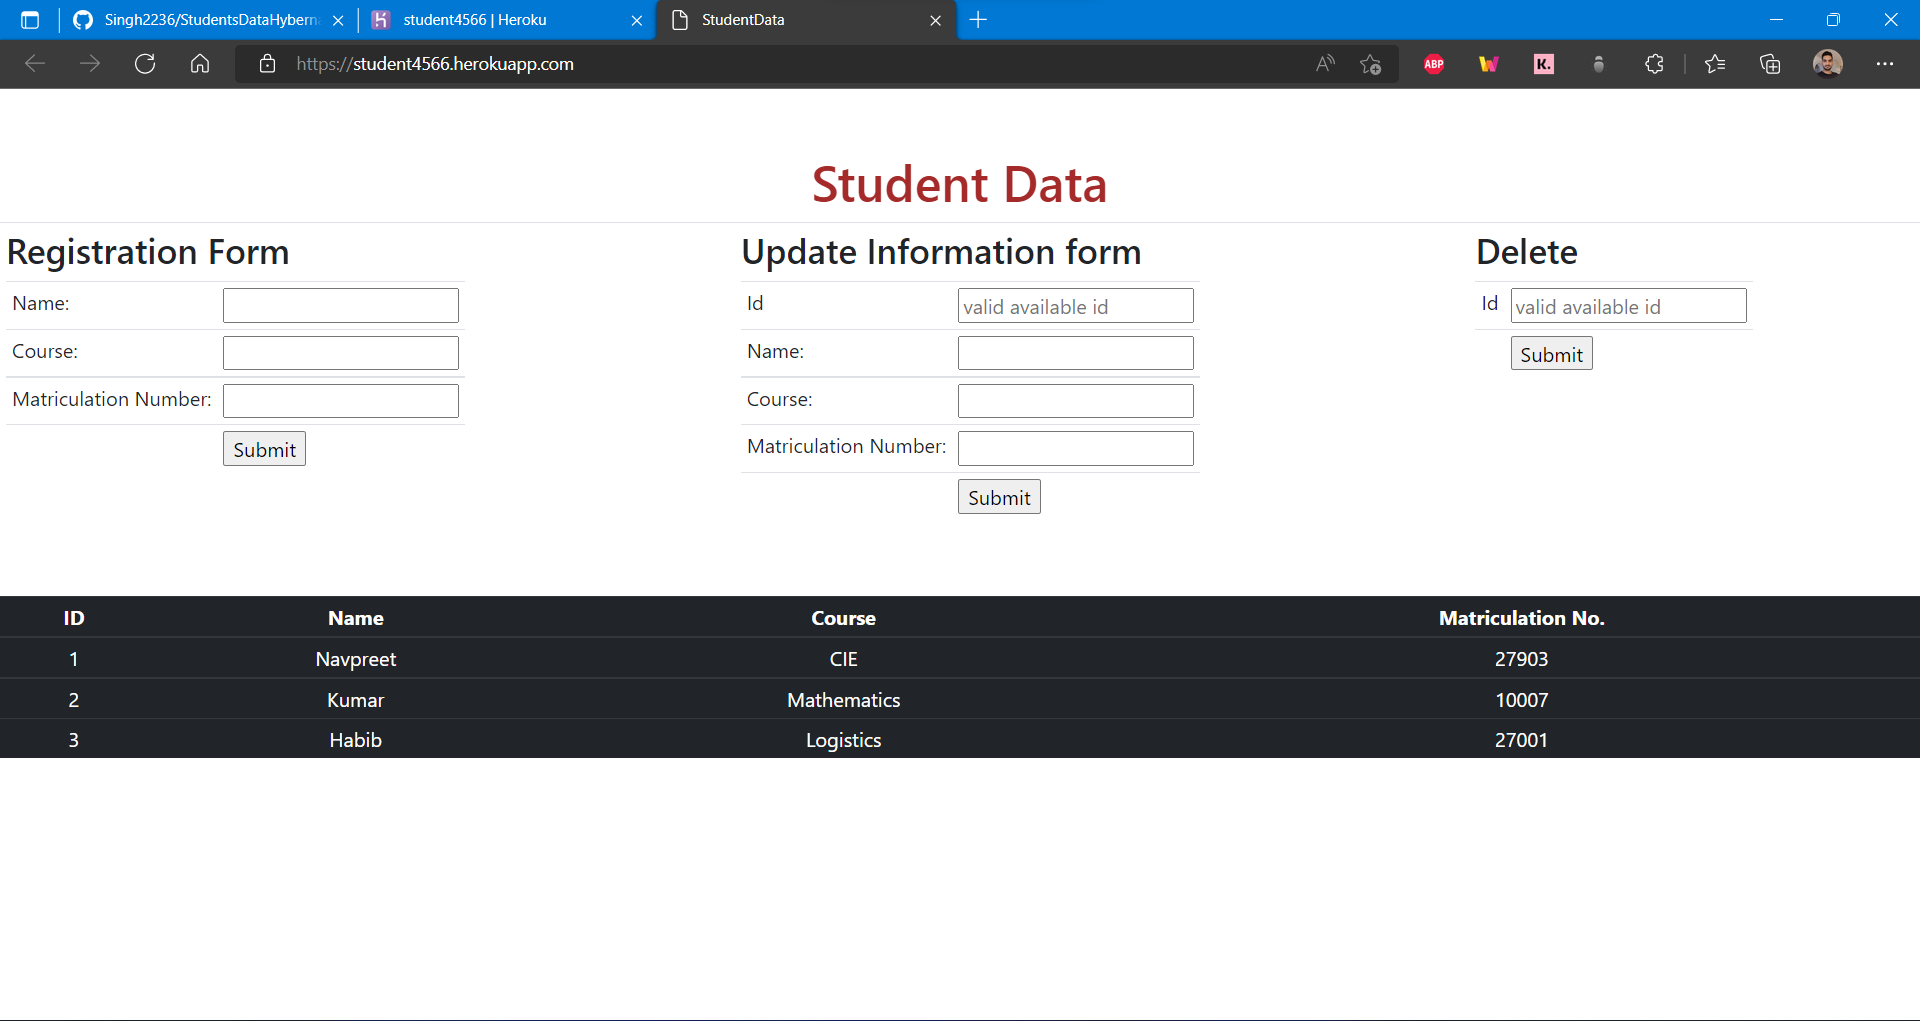 Singh2236/StudentsDataHybern
student4566 | Heroku
StudentData
https://student4566.herokuapp.com
ABP
K.
Student Data
Registration Form
Name:
Course:
Matriculation Number:
Submit
Update Information form
Id valid available id
Name:
Course:
Matriculation Number:
Submit
Delete
Id valid available id
Submit
ID Name Course Matriculation No.
1 Navpreet CIE 27903
2 Kumar Mathematics 10007
3 Habib Logistics 27001